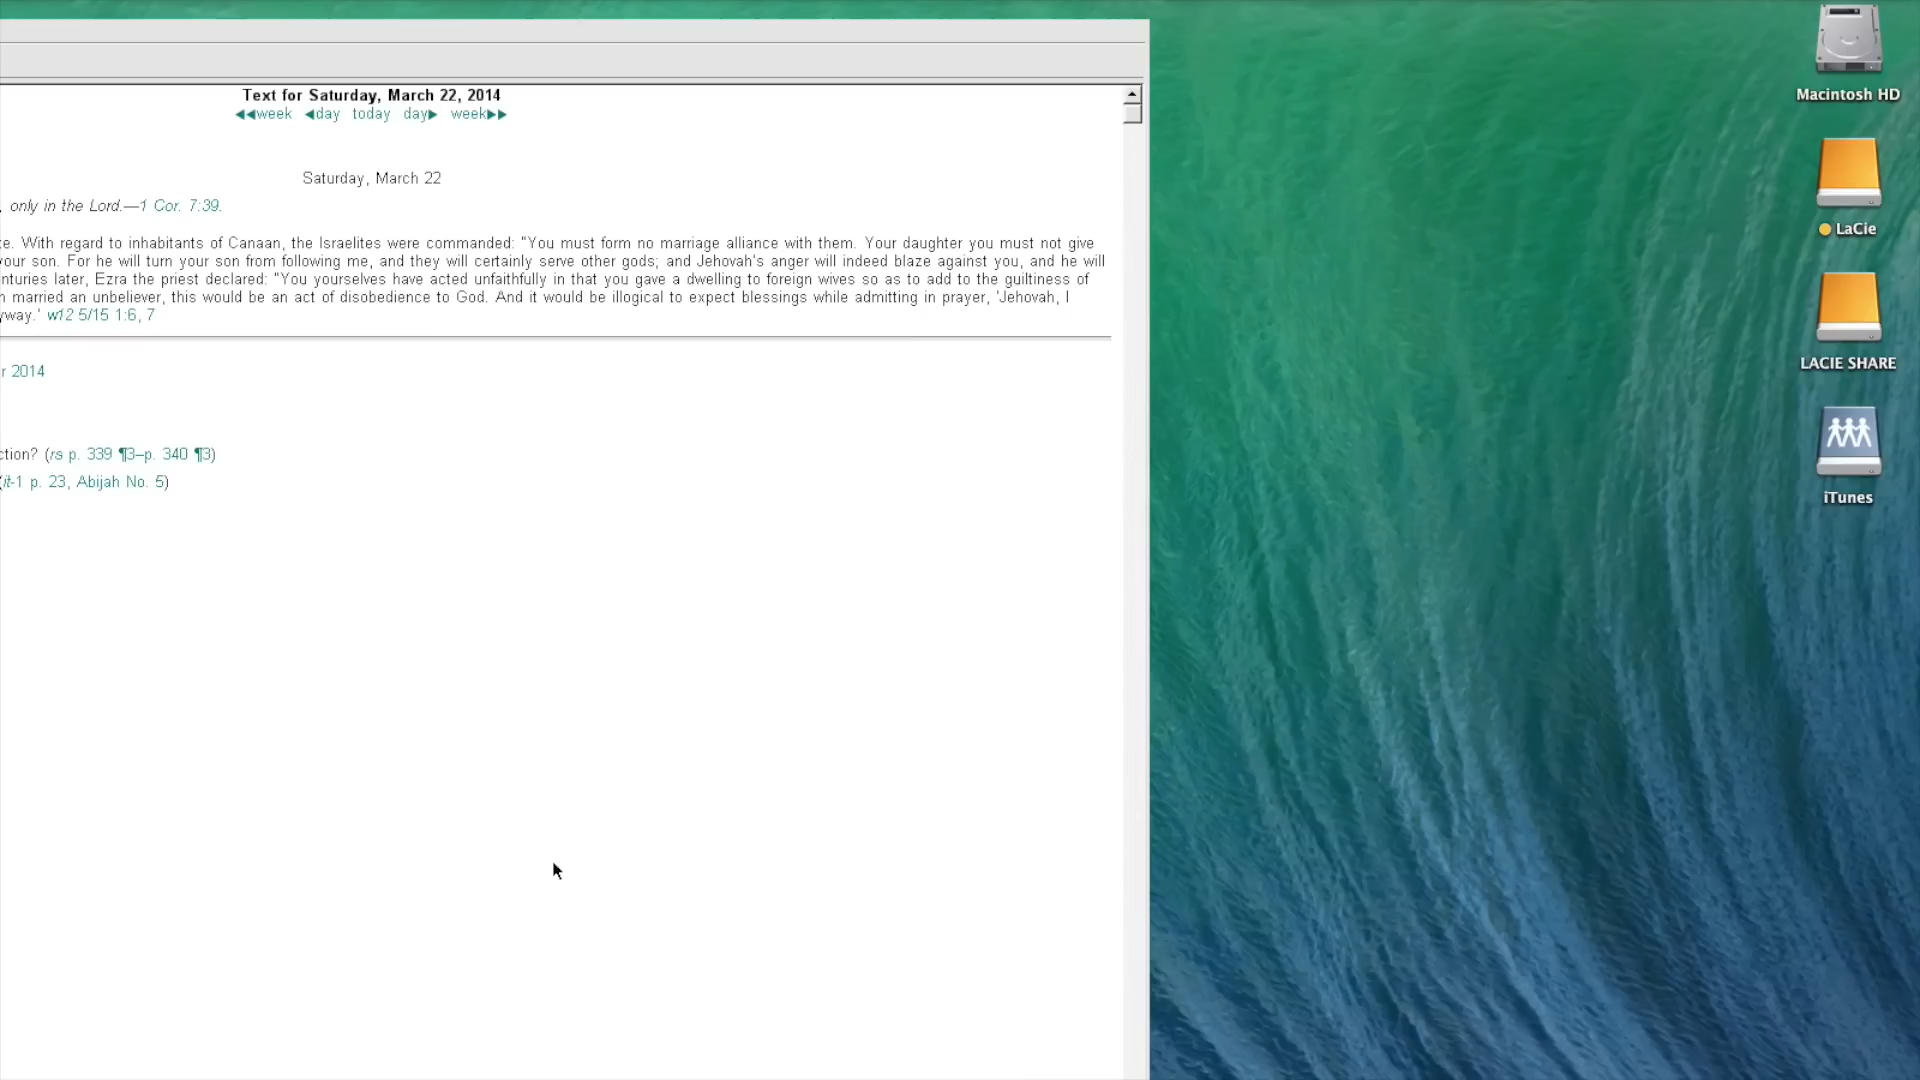 Text for Saturday, March 22, 2014
◀◀week ◀day today day▶ week▶▶
Saturday, March 22
, only in the Lord.—1 Cor. 7:39.
With regard to inhabitants of Canaan, the Israelites were commanded: "You must form no marriage alliance with them. Your daughter you must not give
your son. For he will turn your son from following me, and they will certainly serve other gods; and Jehovah's anger will indeed blaze against you, and he will
nturies later, Ezra the priest declared: "You yourselves have acted unfaithfully in that you gave a dwelling to foreign wives so as to add to the guiltiness of
married an unbeliever, this would be an act of disobedience to God. And it would be illogical to expect blessings while admitting in prayer, 'Jehovah, I
yway.' w12 5/15 1:6, 7
r 2014
ction? (rs p. 339 ¶3–p. 340 ¶3)
(it-1 p. 23, Abijah No. 5)
Macintosh HD
LaCie
LACIE SHARE
iTunes